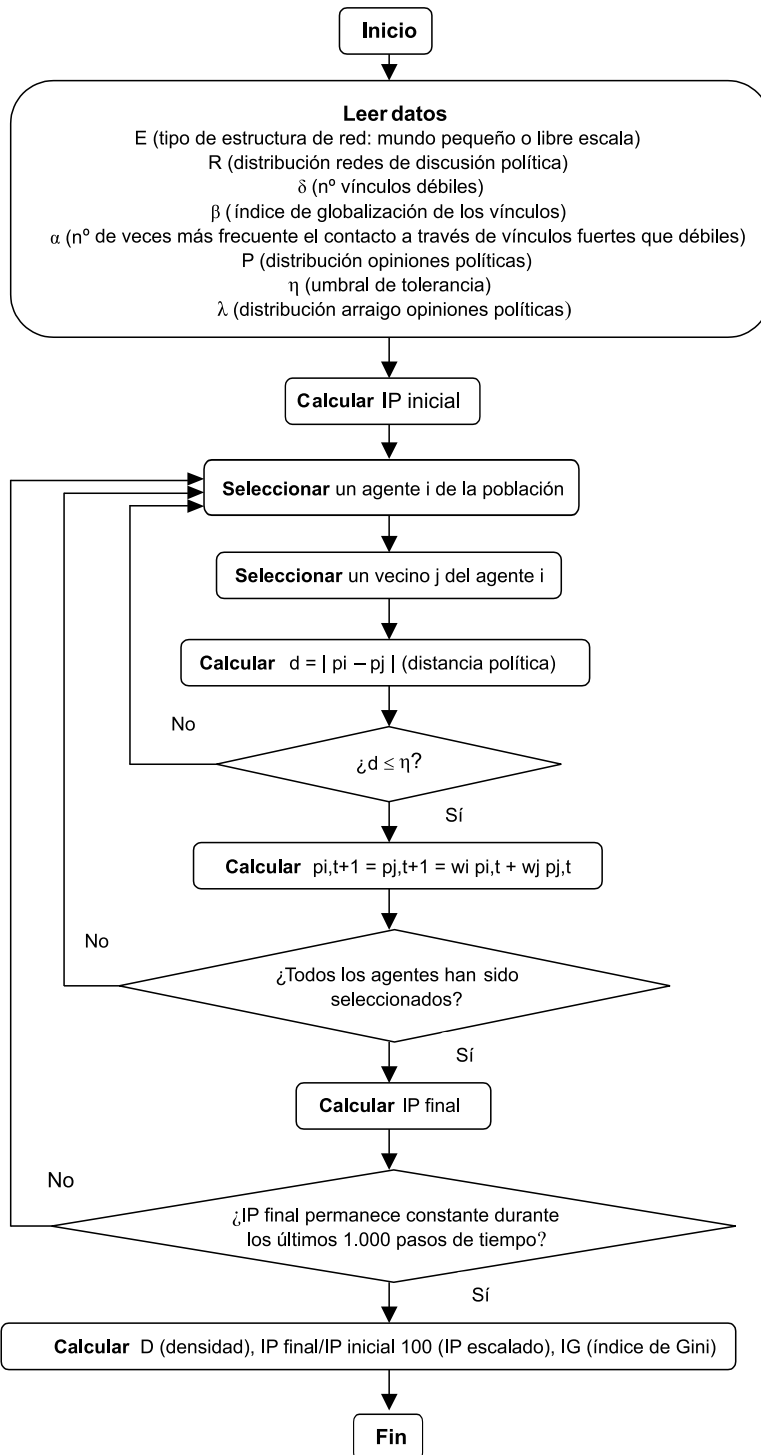 Inicio
Leer datos
E (tipo de estructura de red: mundo pequeño o libre escala)
R (distribución redes de discusión política)
δ (nº vínculos débiles)
β (índice de globalización de los vínculos)
α (nº de veces más frecuente el contacto a través de vínculos fuertes que débiles)
P (distribución opiniones políticas)
η (umbral de tolerancia)
λ (distribución arraigo opiniones políticas)
Calcular IP inicial
Seleccionar un agente i de la población
Seleccionar un vecino j del agente i
Calcular d = | pi – pj | (distancia política)
No
¿d ≤ η?
Sí
Calcular pi,t+1 = pj,t+1 = wi pi,t + wj pj,t
No
¿Todos los agentes han sido
seleccionados?
Sí
Calcular IP final
No
¿IP final permanece constante durante
los últimos 1.000 pasos de tiempo?
Sí
Calcular D (densidad), IP final/IP inicial 100 (IP escalado), IG (índice de Gini)
Fin